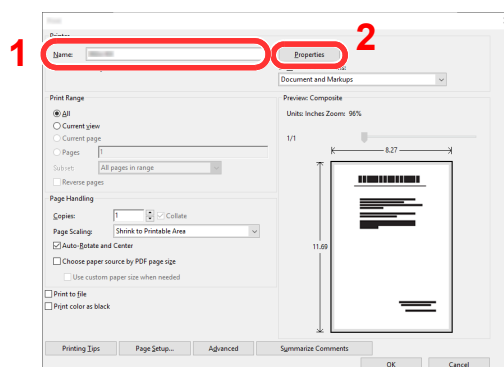 1
2
Name:
Properties
Document and Markups
Print Range
All
Current view
Current page
Pages 1
Subset: All pages in range
Reverse pages
Page Handling
Copies: 1 Collate
Page Scaling: Shrink to Printable Area
Auto-Rotate and Center
Choose paper source by PDF page size
Use custom paper size when needed
Print to file
Print color as black
Preview: Composite
Units: Inches Zoom: 96%
1/1
8.27
11.69
Printing Tips
Page Setup...
Advanced
Summarize Comments
OK
Cancel